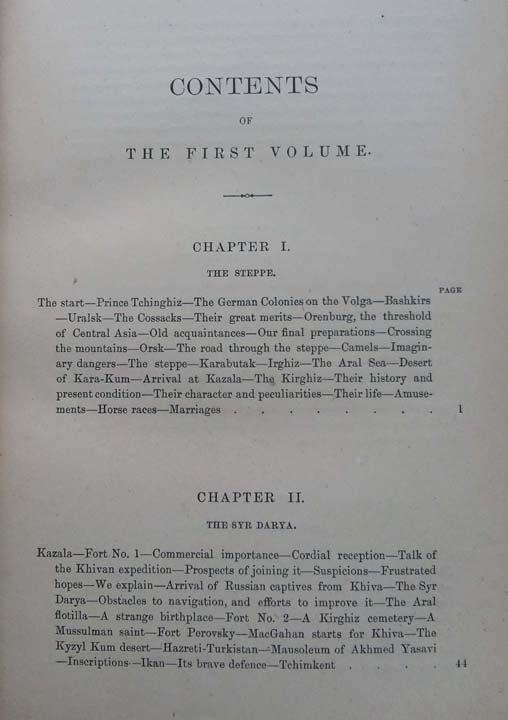 CONTENTS
OF
THE FIRST VOLUME.
CHAPTER I.
THE STEPPE.
PAGE
The start—Prince Tchinghiz—The German Colonies on the Volga—Bashkirs
—Uralsk—The Cossacks—Their great merits—Orenburg, the threshold
of Central Asia—Old acquaintances—Our final preparations—Crossing
the mountains—Orsk—The road through the steppe—Camels—Imagin-
ary dangers—The steppe—Karabutak—Irghiz—The Aral Sea—Desert
of Kara-Kum—Arrival at Kazala—The Kirghiz—Their history and
present condition—Their character and peculiarities—Their life—Amuse-
ments—Horse races—Marriages . . . . . . . . 1
CHAPTER II.
THE SYR DARYA.
Kazala—Fort No. 1—Commercial importance—Cordial reception—Talk of
the Khivan expedition—Prospects of joining it—Suspicions—Frustrated
hopes—We explain—Arrival of Russian captives from Khiva—The Syr
Darya—Obstacles to navigation, and efforts to improve it—The Aral
flotilla—A strange birthplace—Fort No. 2—A Kirghiz cemetery—A
Mussulman saint—Fort Perovsky—MacGahan starts for Khiva—The
Kyzyl Kum desert—Hazreti-Turkistan—Mausoleum of Akhmed Yasavi
—Inscriptions—Ikan—Its brave defence—Tchimkent . . . . 44